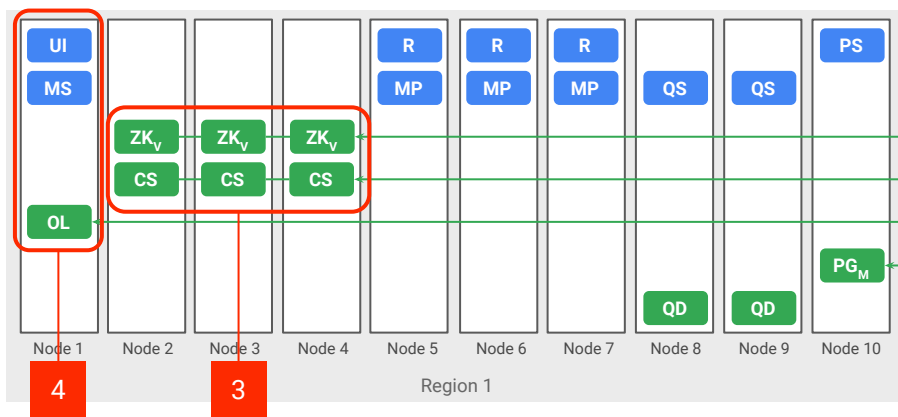 UI R R R PS
MS MP MP MP QS QS
ZKV ZKV ZKV
CS CS CS
OL
PGM
QD QD
Node 1 Node 2 Node 3 Node 4 Node 5 Node 6 Node 7 Node 8 Node 9 Node 10
4 3 Region 1